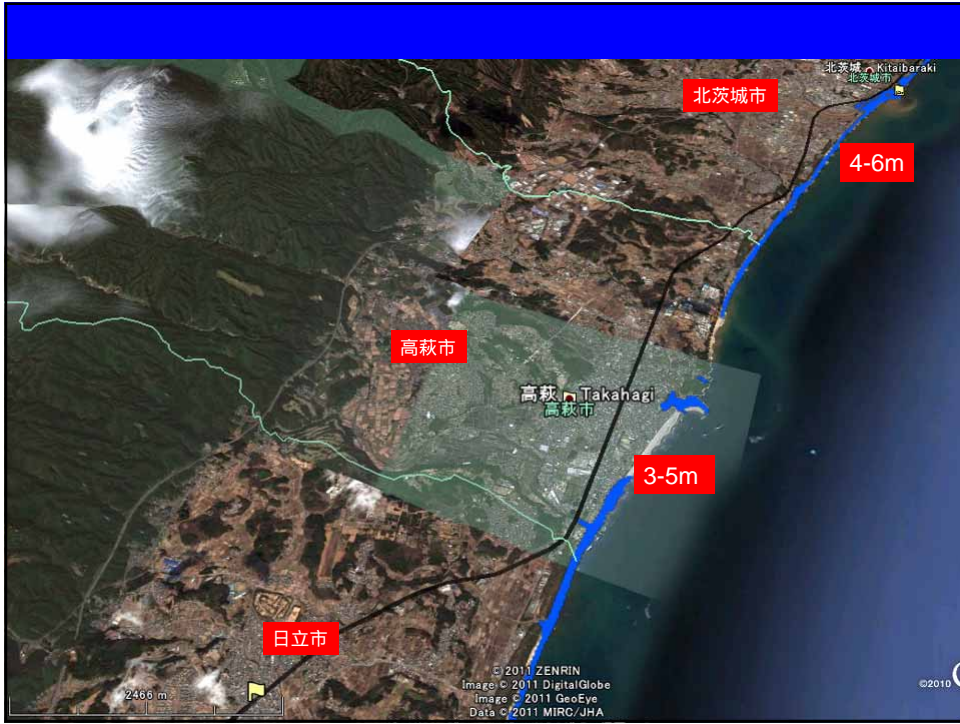 北茨城 Kitaibaraki
北茨城市
北茨城市
4-6m
高萩市
高萩 Takahagi
高萩市
3-5m
日立市
2466 m
© 2011 ZENRIN
Image © 2011 DigitalGlobe
Image © 2011 GeoEye
Data © 2011 MIRC/JHA
©2010